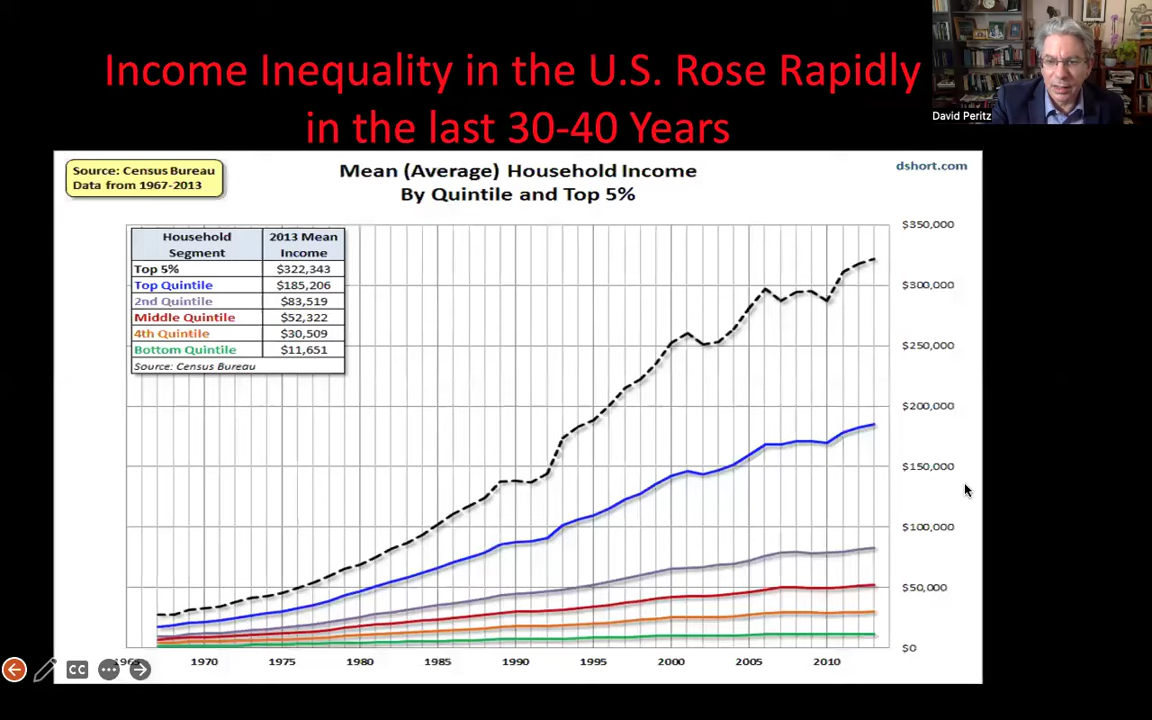 Income Inequality in the U.S. Rose Rapidly
in the last 30-40 Years
David Peritz
Source: Census Bureau
Data from 1967-2013
Mean (Average) Household Income
By Quintile and Top 5%
dshort.com
Household Segment 2013 Mean Income
Top 5% $322,343
Top Quintile $185,206
2nd Quintile $83,519
Middle Quintile $52,322
4th Quintile $30,509
Bottom Quintile $11,651
Source: Census Bureau
$350,000
$300,000
$250,000
$200,000
$150,000
$100,000
$50,000
$0
1965 1970 1975 1980 1985 1990 1995 2000 2005 2010
CC